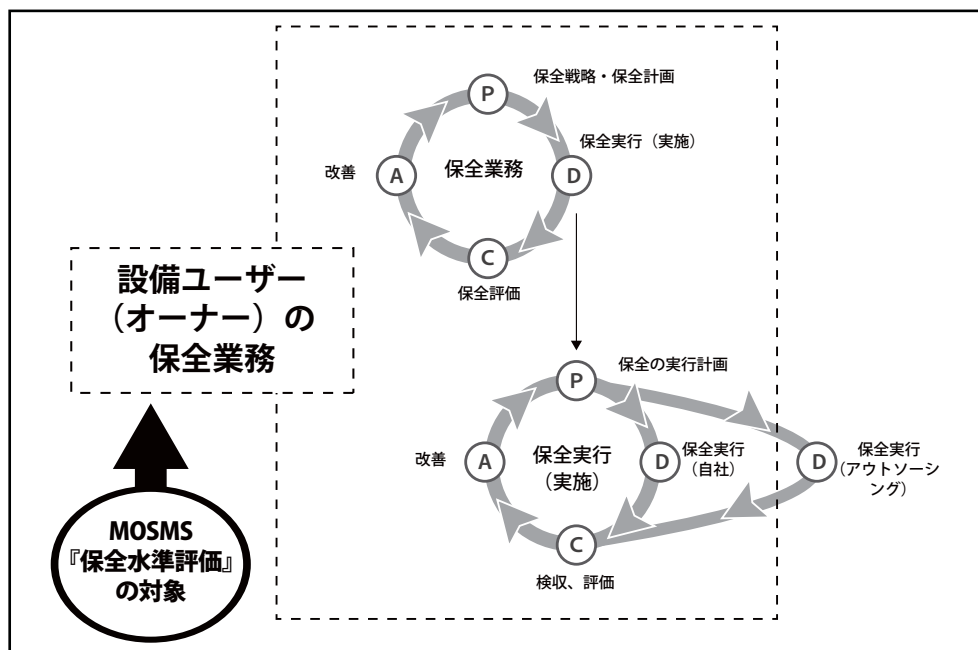 保全戦略・保全計画
P
保全実行（実施）
改善
A
保全業務
D
C
保全評価
設備ユーザー
（オーナー）の
保全業務
保全の実行計画
P
改善
A
保全実行
（実施）
D
保全実行
（自社）
D
保全実行
（アウトソーシ
ング）
C
検収、評価
MOSMS
『保全水準評価』
の対象